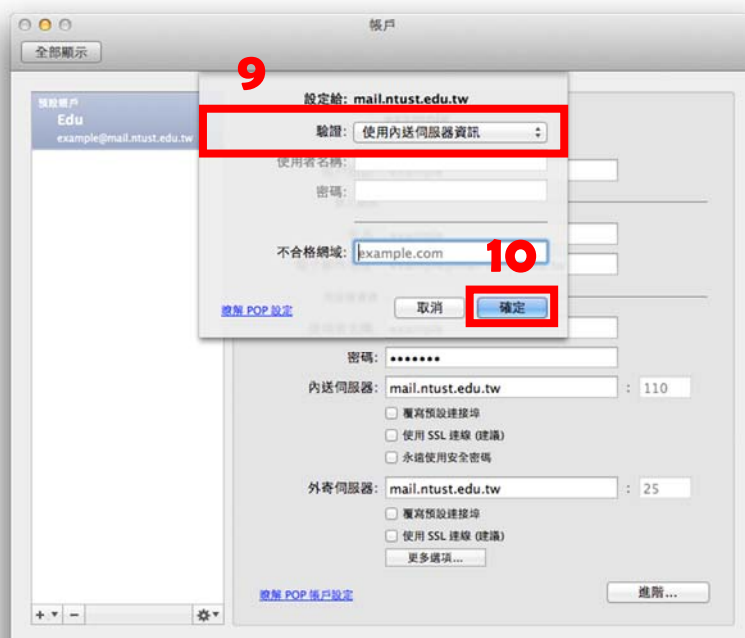 帳戶
全部顯示
9
設定給: mail.ntust.edu.tw
預設帳戶
Edu
example@mail.ntust.edu.tw
驗證: 使用內送伺服器資訊
使用者名稱:
密碼:
不合格網域: example.com
10
瞭解 POP 設定 取消 確定
密碼: •••••••
內送伺服器: mail.ntust.edu.tw : 110
覆寫預設連接埠
使用 SSL 連線 (建議)
永遠使用安全密碼
外寄伺服器: mail.ntust.edu.tw : 25
覆寫預設連接埠
使用 SSL 連線 (建議)
更多選項...
瞭解 POP 帳戶設定 進階...